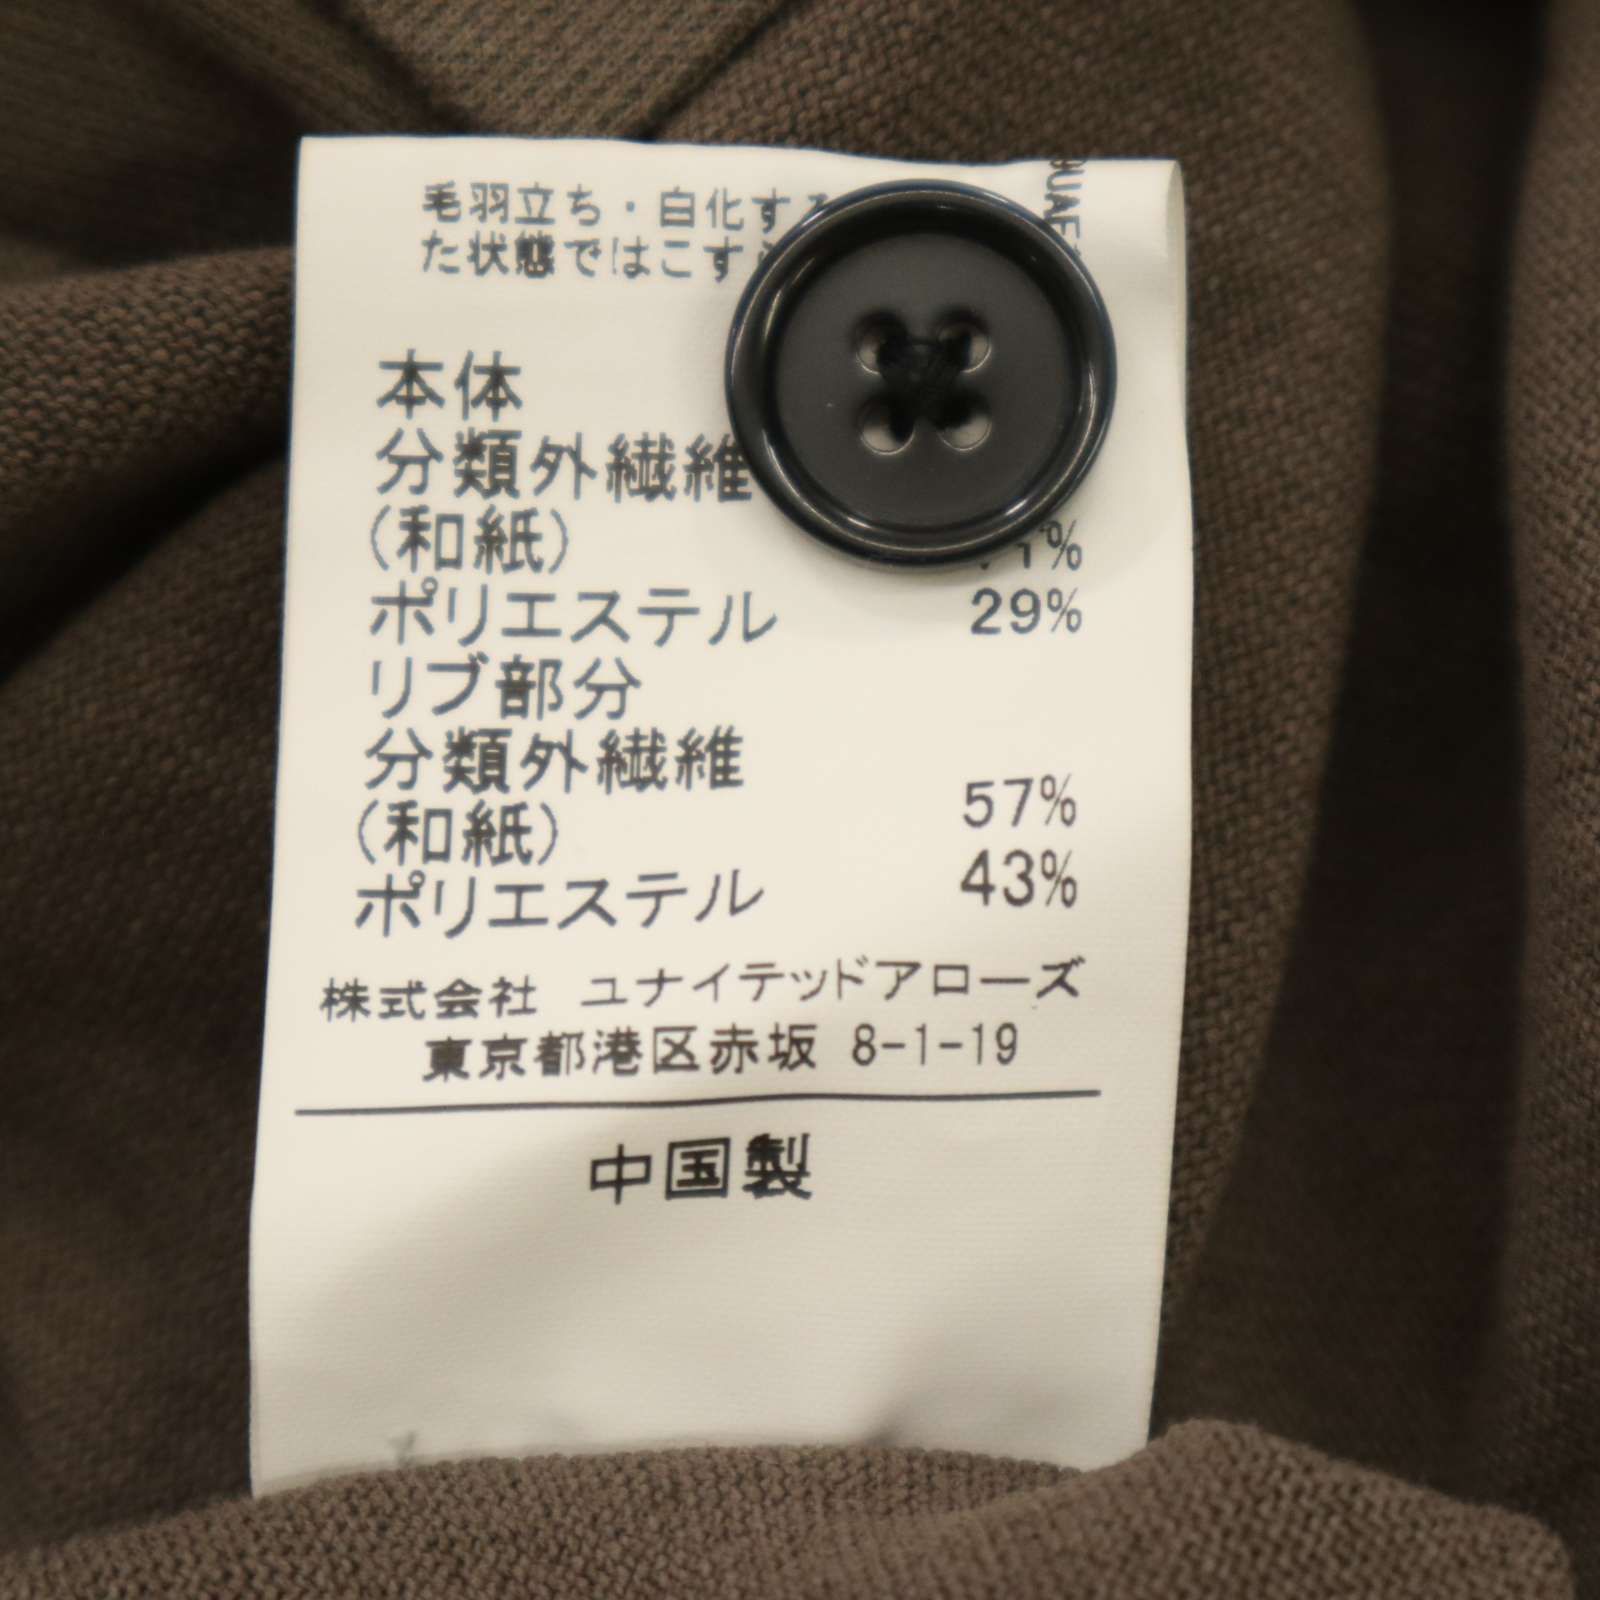 毛羽立ち・白化する
た状態ではこす
本体
分類外繊維
(和紙)
ポリエステル 29%
リブ部分
分類外繊維
(和紙) 57%
ポリエステル 43%
株式会社 ユナイテッドアローズ
東京都港区赤坂 8-1-19
中国製